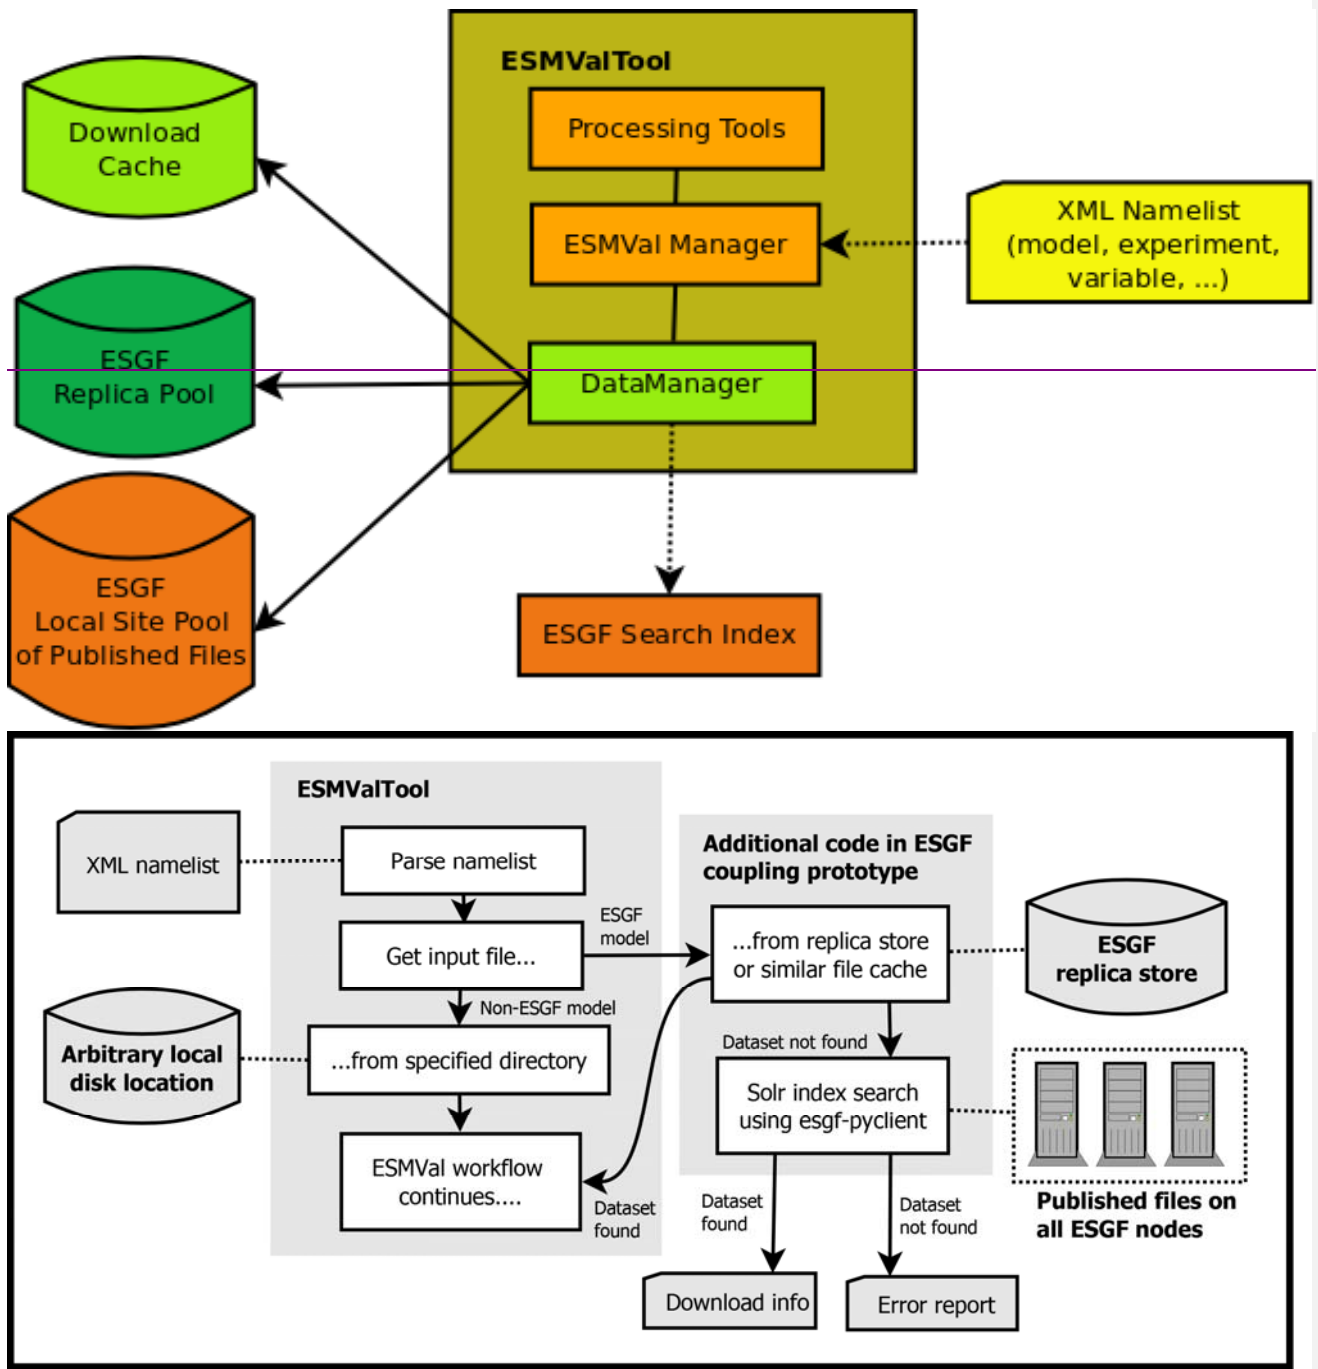 ESMValTool
Processing Tools
Download
Cache
ESMVal Manager
XML Namelist
(model, experiment,
variable, ...)
ESGF
Replica Pool
DataManager
ESGF
Local Site Pool
of Published Files
ESGF Search Index
ESMValTool
XML namelist
Parse namelist
Additional code in ESGF
coupling prototype
Get input file...
ESGF
model
...from replica store
or similar file cache
ESGF
replica store
Non-ESGF model
Arbitrary local
disk location
...from specified directory
Dataset not found
Solr index search
using esgf-pyclient
ESMVal workflow
continues....
Dataset
found
Dataset
found
Dataset
not found
Published files on
all ESGF nodes
Download info
Error report